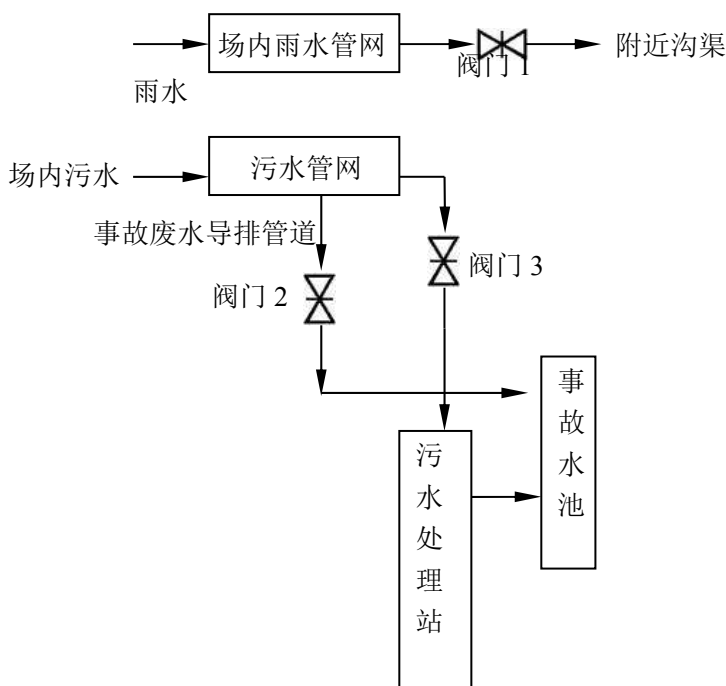 场内雨水管网
阀门 1
附近沟渠
雨水
场内污水
污水管网
事故废水导排管道
阀门 2
阀门 3
事故水池
污水处理站